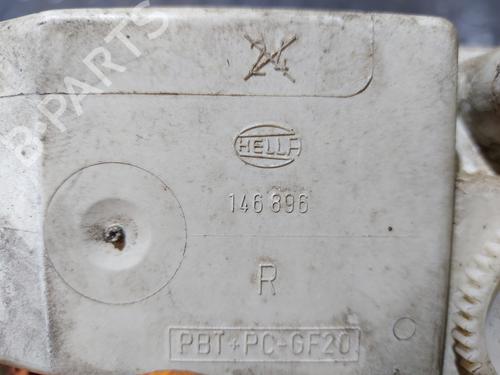 24
HELLA
146 896
R
PBT+PC-GF20
B-PARTS